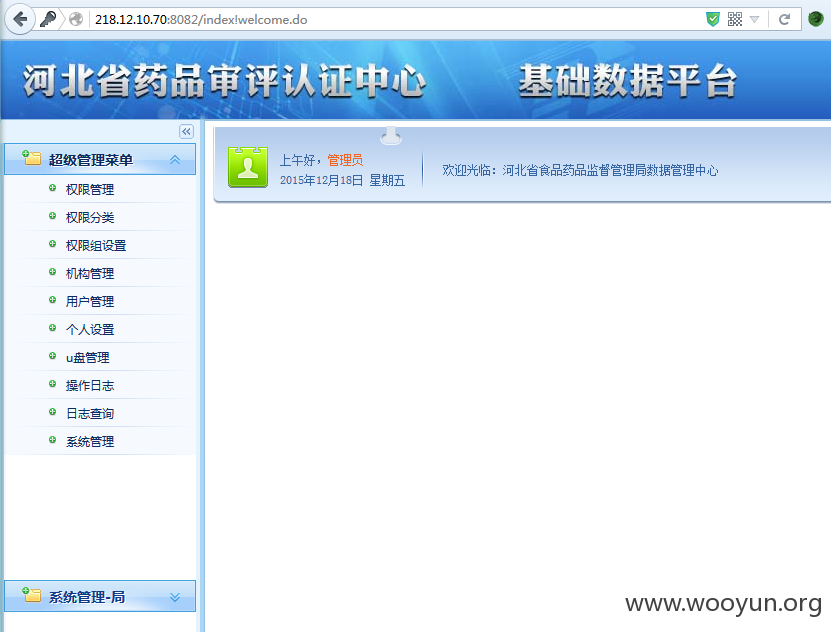 218.12.10.70:8082/index!welcome.do
河北省药品审评认证中心 基础数据平台
超级管理菜单
权限管理
权限分类
权限组设置
机构管理
用户管理
个人设置
u盘管理
操作日志
日志查询
系统管理
系统管理-局
上午好，管理员
2015年12月18日 星期五
欢迎光临：河北省食品药品监督管理局数据管理中心
www.wooyun.org